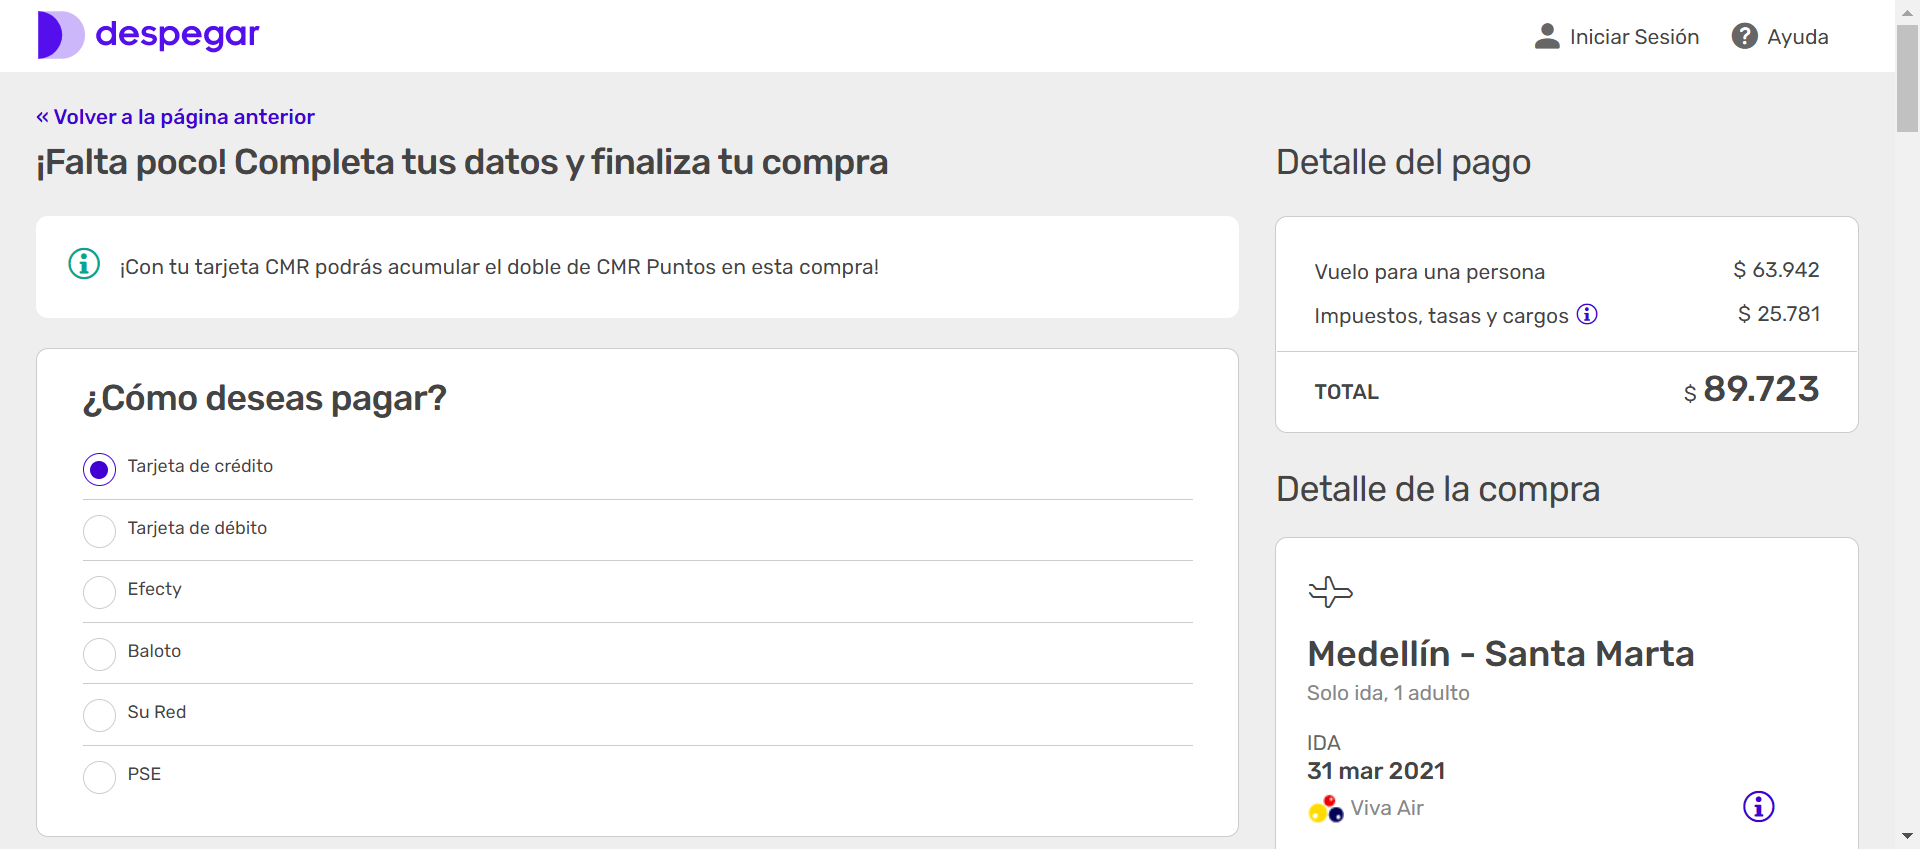 despegar
Iniciar Sesión
Ayuda
« Volver a la página anterior
¡Falta poco! Completa tus datos y finaliza tu compra
¡Con tu tarjeta CMR podrás acumular el doble de CMR Puntos en esta compra!
¿Cómo deseas pagar?
Tarjeta de crédito
Tarjeta de débito
Efecty
Baloto
Su Red
PSE
Detalle del pago
Vuelo para una persona $ 63.942
Impuestos, tasas y cargos $ 25.781
TOTAL $ 89.723
Detalle de la compra
Medellín - Santa Marta
Solo ida, 1 adulto
IDA
31 mar 2021
Viva Air